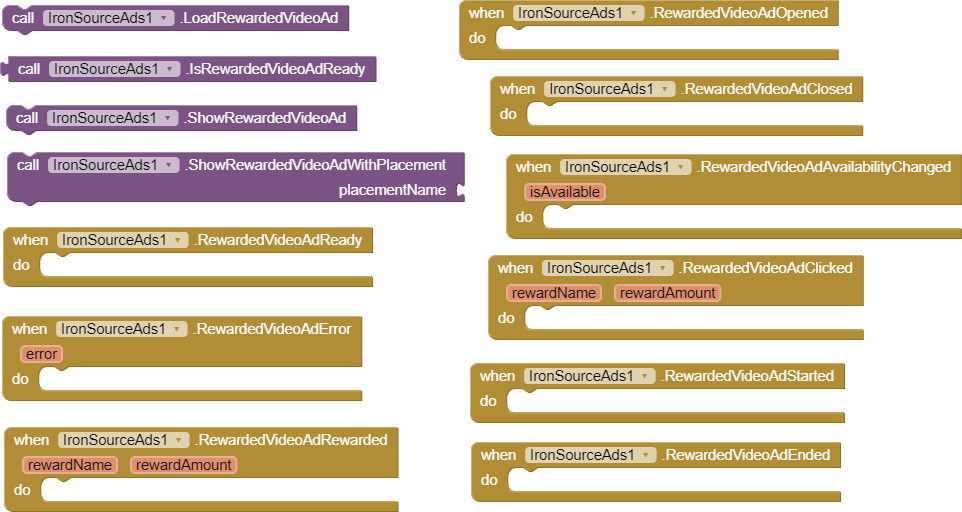 call IronSourceAds1 .LoadRewardedVideoAd
call IronSourceAds1 .IsRewardedVideoAdReady
call IronSourceAds1 .ShowRewardedVideoAd
call IronSourceAds1 .ShowRewardedVideoAdWithPlacement
placementName
when IronSourceAds1 .RewardedVideoAdReady
do
when IronSourceAds1 .RewardedVideoAdError
error
do
when IronSourceAds1 .RewardedVideoAdRewarded
rewardName rewardAmount
do
when IronSourceAds1 .RewardedVideoAdOpened
do
when IronSourceAds1 .RewardedVideoAdClosed
do
when IronSourceAds1 .RewardedVideoAdAvailabilityChanged
isAvailable
do
when IronSourceAds1 .RewardedVideoAdClicked
rewardName rewardAmount
do
when IronSourceAds1 .RewardedVideoAdStarted
do
when IronSourceAds1 .RewardedVideoAdEnded
do